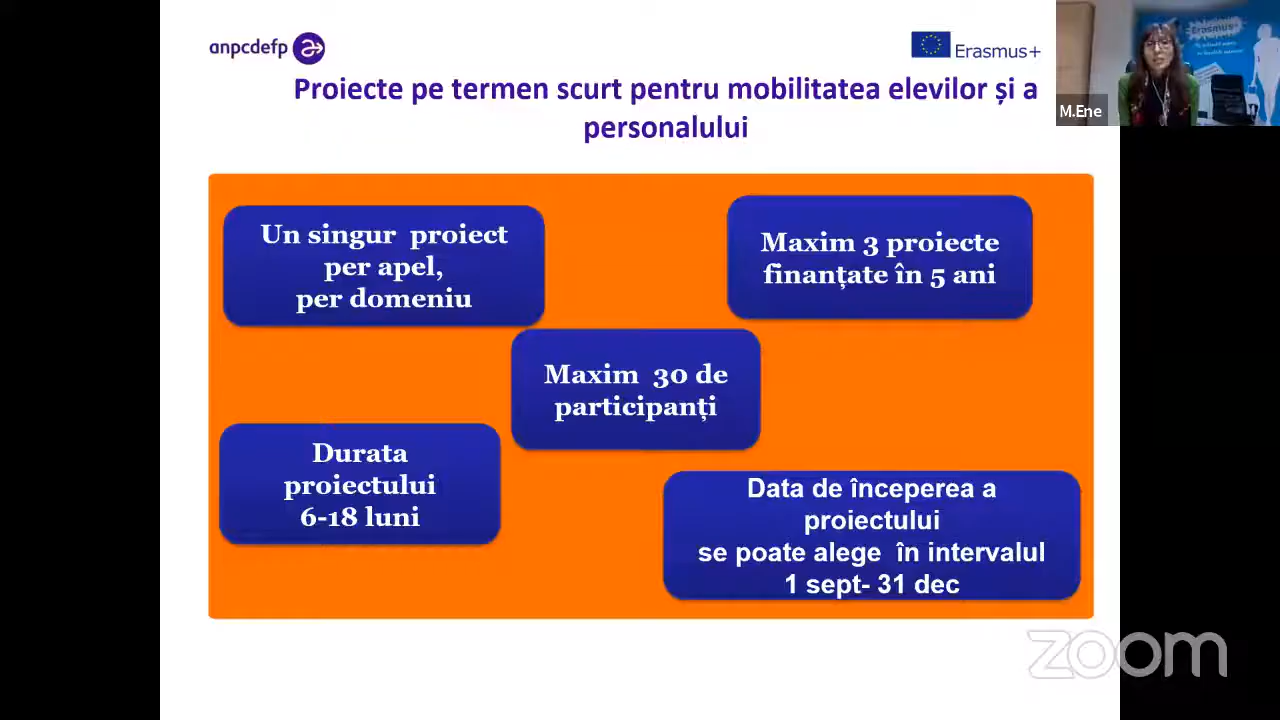 anpcdefp
Erasmus+
Proiecte pe termen scurt pentru mobilitatea elevilor și a
personalului
Un singur proiect
per apel,
per domeniu
Maxim 3 proiecte
finanțate în 5 ani
Maxim 30 de
participanți
Durata
proiectului
6-18 luni
Data de începerea a
proiectului
se poate alege în intervalul
1 sept- 31 dec
M.Ene
Erasmus+
zoom